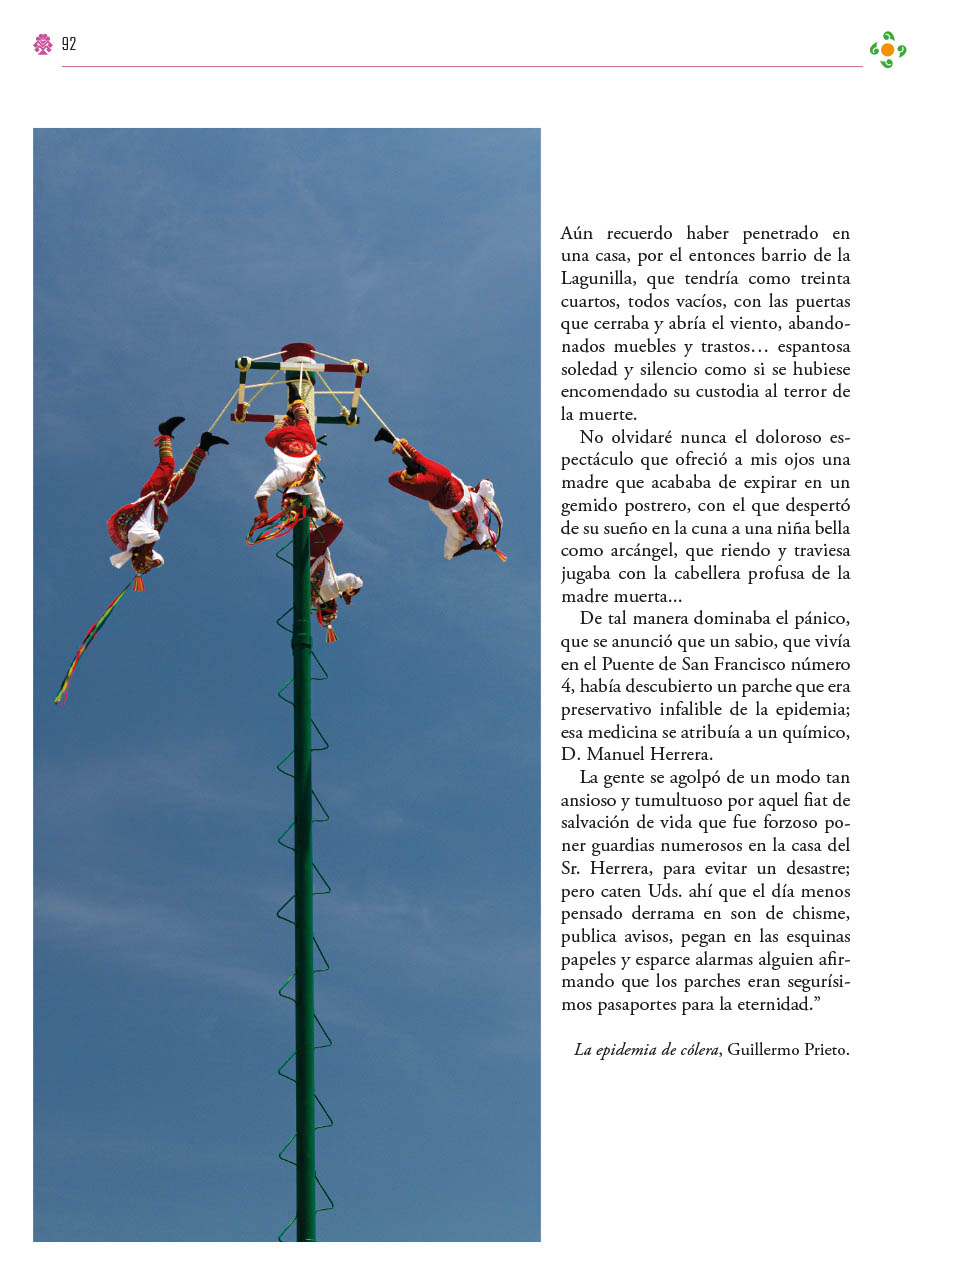 92
Aún recuerdo haber penetrado en
una casa, por el entonces barrio de la
Lagunilla, que tendría como treinta
cuartos, todos vacíos, con las puertas
que cerraba y abría el viento, abando-
nados muebles y trastos… espantosa
soledad y silencio como si se hubiese
encomendado su custodia al terror de
la muerte.
No olvidaré nunca el doloroso es-
pectáculo que ofreció a mis ojos una
madre que acababa de expirar en un
gemido postrero, con el que despertó
de su sueño en la cuna a una niña bella
como arcángel, que riendo y traviesa
jugaba con la cabellera profusa de la
madre muerta...
De tal manera dominaba el pánico,
que se anunció que un sabio, que vivía
en el Puente de San Francisco número
4, había descubierto un parche que era
preservativo infalible de la epidemia;
esa medicina se atribuía a un químico,
D. Manuel Herrera.
La gente se agolpó de un modo tan
ansioso y tumultuoso por aquel fiat de
salvación de vida que fue forzoso po-
ner guardias numerosos en la casa del
Sr. Herrera, para evitar un desastre;
pero caten Uds. ahí que el día menos
pensado derrama en son de chisme,
publica avisos, pegan en las esquinas
papeles y esparce alarmas alguien afir-
mando que los parches eran segurísi-
mos pasaportes para la eternidad.”
La epidemia de cólera, Guillermo Prieto.